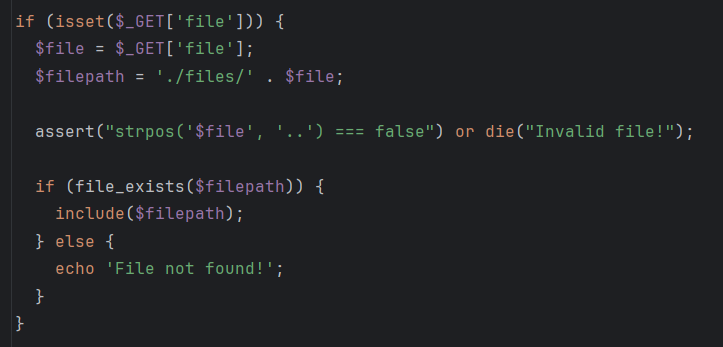 if (isset($_GET['file'])) {
  $file = $_GET['file'];
  $filepath = './files/' . $file;

  assert("strpos('$file', '..') === false") or die("Invalid file!");

  if (file_exists($filepath)) {
    include($filepath);
  } else {
    echo 'File not found!';
  }
}